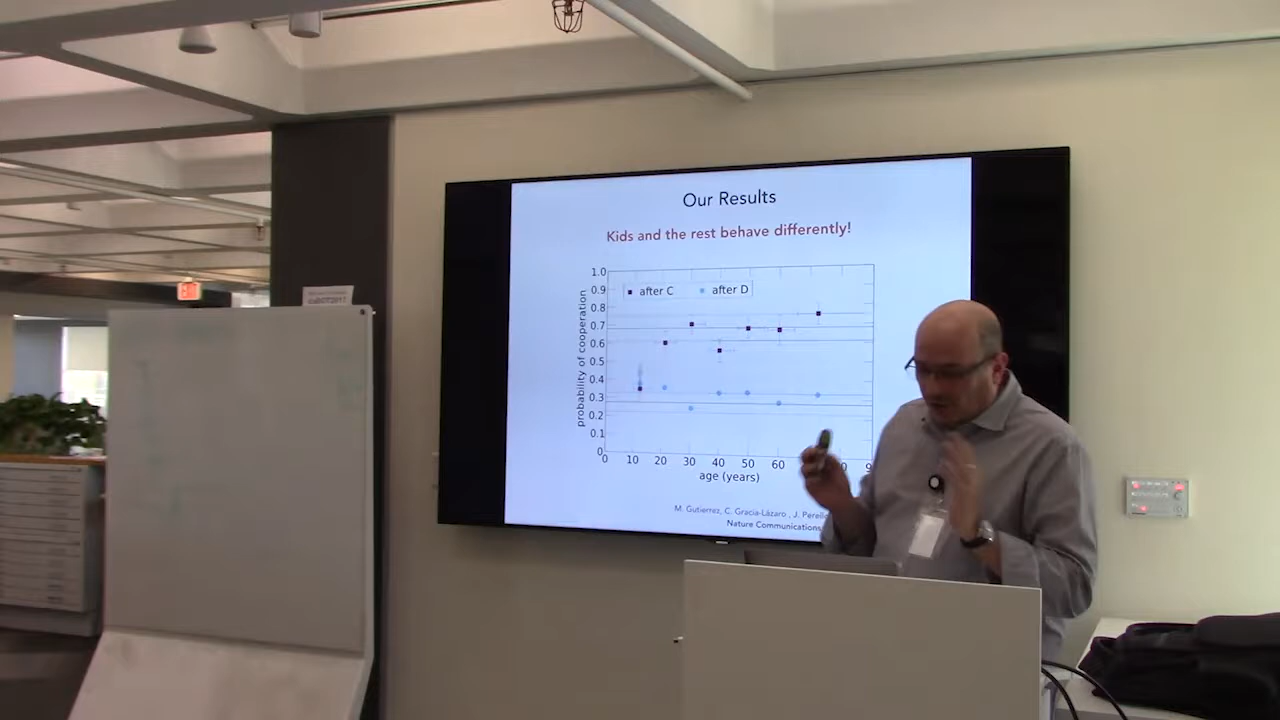 Our Results
Kids and the rest behave differently!
1.0
0.9
0.8
0.7
0.6
0.5
0.4
0.3
0.2
0.1
0
after C
after D
probability of cooperation
0 10 20 30 40 50 60
age (years)
M. Gutierrez, C. Gracia-Lázaro, J.
Nature Communications